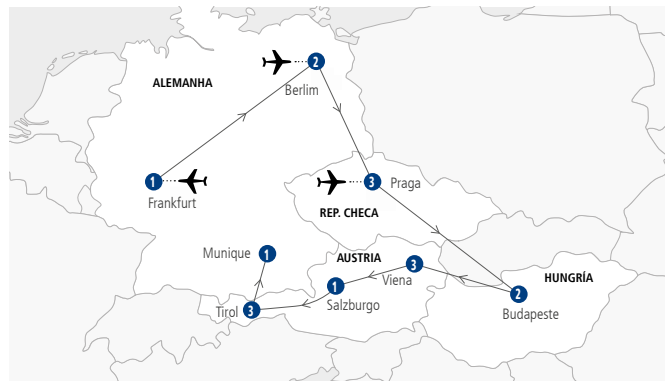 2
Berlim
ALEMANHA
1
Frankfurt
3
Praga
REP. CHECA
Munique
1
AUSTRIA
3
Viena
1
Salzburgo
HUNGRÍA
2
Budapeste
Tirol
3